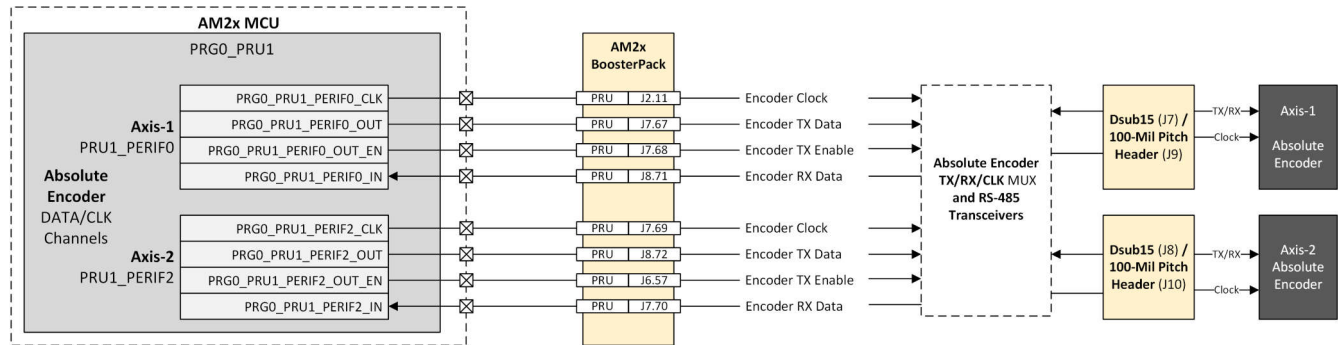 AM2x MCU
PRG0_PRU1
Axis-1
PRU1_PERIF0
Absolute
Encoder
DATA/CLK
Channels
Axis-2
PRU1_PERIF2
PRG0_PRU1_PERIF0_CLK
PRG0_PRU1_PERIF0_OUT
PRG0_PRU1_PERIF0_OUT_EN
PRG0_PRU1_PERIF0_IN
PRG0_PRU1_PERIF2_CLK
PRG0_PRU1_PERIF2_OUT
PRG0_PRU1_PERIF2_OUT_EN
PRG0_PRU1_PERIF2_IN
AM2x
BoosterPack
PRU J2.11 Encoder Clock
PRU J7.67 Encoder TX Data
PRU J7.68 Encoder TX Enable
PRU J8.71 Encoder RX Data
PRU J7.69 Encoder Clock
PRU J8.72 Encoder TX Data
PRU J6.57 Encoder TX Enable
PRU J7.70 Encoder RX Data
Absolute Encoder
TX/RX/CLK MUX
and RS-485
Transceivers
Dsub15 (J7) /
100-Mil Pitch
Header (J9)
TX/RX
Clock
Axis-1
Absolute
Encoder
Dsub15 (J8) /
100-Mil Pitch
Header (J10)
TX/RX
Clock
Axis-2
Absolute
Encoder